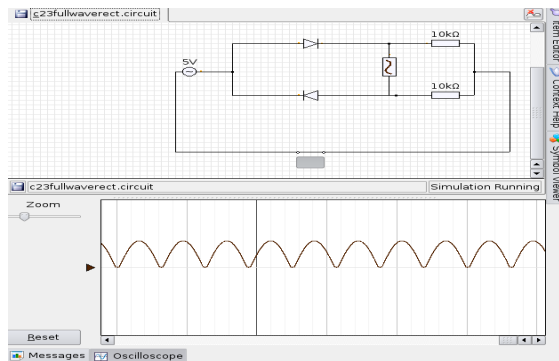 c23fullwaverect.circuit
10kΩ
5V
10kΩ
Item Editor
Context Help
Symbol Viewer
c23fullwaverect.circuit
Simulation Running
Zoom
Reset
Messages
Oscilloscope